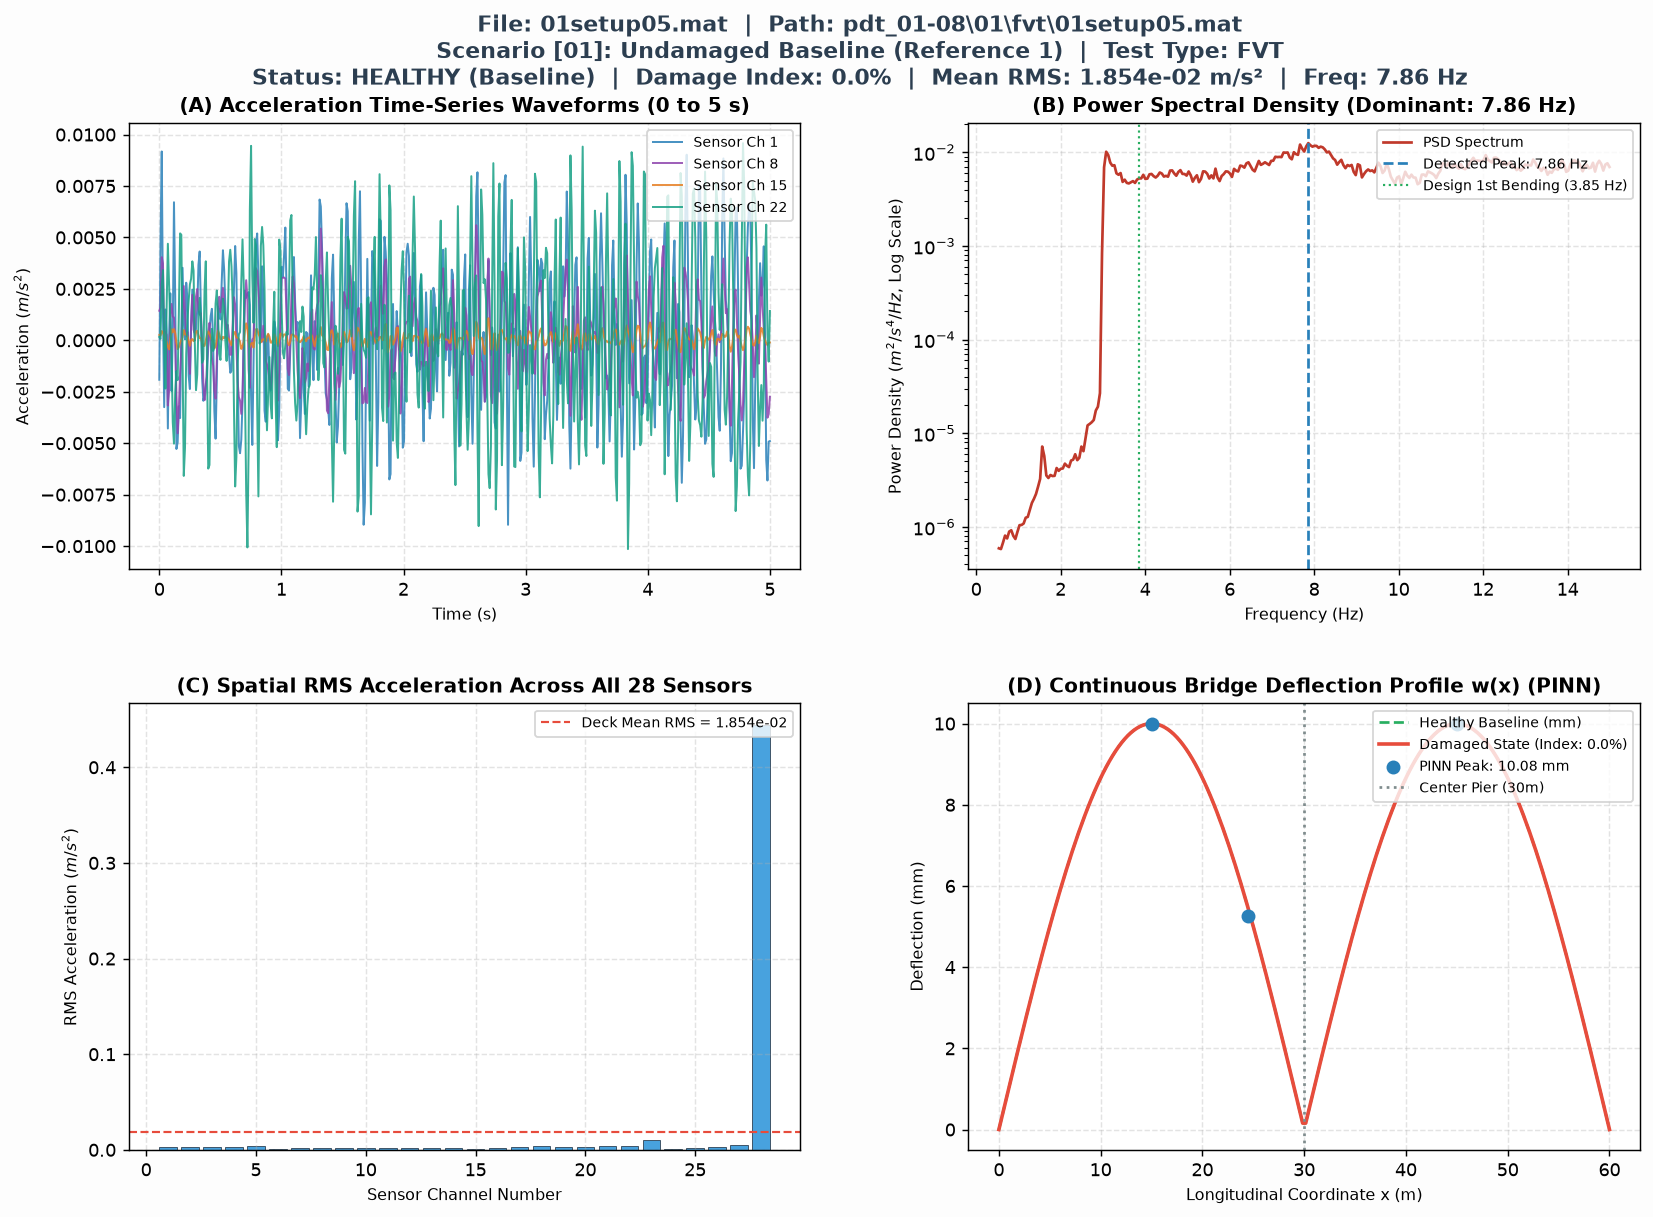 File: 01setup05.mat | Path: pdt_01-08\01\fvt\01setup05.mat
Scenario [01]: Undamaged Baseline (Reference 1) | Test Type: FVT
Status: HEALTHY (Baseline) | Damage Index: 0.0% | Mean RMS: 1.854e-02 m/s² | Freq: 7.86 Hz
(A) Acceleration Time-Series Waveforms (0 to 5 s)
Acceleration (m/s²)
0.0100
0.0075
0.0050
0.0025
0.0000
−0.0025
−0.0050
−0.0075
−0.0100
Sensor Ch 1
Sensor Ch 8
Sensor Ch 15
Sensor Ch 22
0 1 2 3 4 5
Time (s)
(B) Power Spectral Density (Dominant: 7.86 Hz)
Power Density (m²/s⁴/Hz, Log Scale)
10⁻²
10⁻³
10⁻⁴
10⁻⁵
10⁻⁶
PSD Spectrum
Detected Peak: 7.86 Hz
Design 1st Bending (3.85 Hz)
0 2 4 6 8 10 12 14
Frequency (Hz)
(C) Spatial RMS Acceleration Across All 28 Sensors
RMS Acceleration (m/s²)
0.4
0.3
0.2
0.1
0.0
Deck Mean RMS = 1.854e-02
0 5 10 15 20 25
Sensor Channel Number
(D) Continuous Bridge Deflection Profile w(x) (PINN)
Deflection (mm)
10
8
6
4
2
0
Healthy Baseline (mm)
Damaged State (Index: 0.0%)
PINN Peak: 10.08 mm
Center Pier (30m)
0 10 20 30 40 50 60
Longitudinal Coordinate x (m)